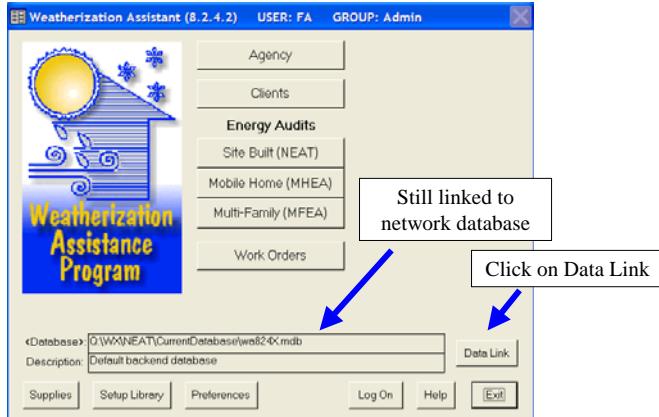 Weatherization Assistant (8.2.4.2) USER: FA GROUP: Admin
Agency
Clients
Energy Audits
Site Built (NEAT)
Mobile Home (MHEA)
Multi-Family (MFEA)
Work Orders
Weatherization
Assistance
Program
Still linked to
network database
Click on Data Link
<Database>: Q:\WX\NEAT\CurrentDatabase\wa824X.mdb
Description: Default backend database
Data Link
Supplies Setup Library Preferences Log On Help Exit